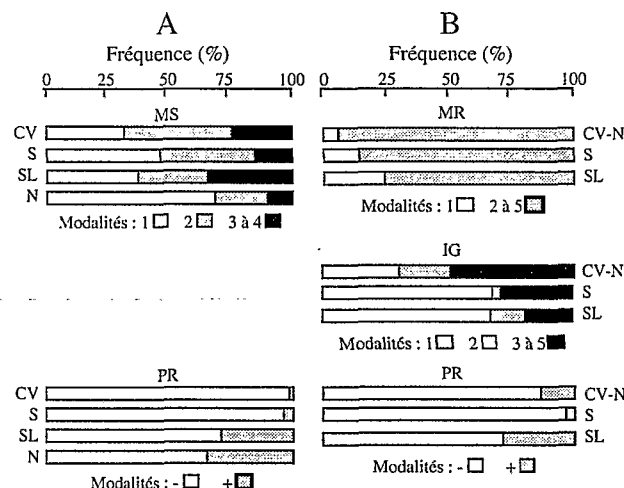 A
B
Fréquence (%)
Fréquence (%)
0 25 50 75 100
0 25 50 75 100
MS
MR
CV
S
SL
N
CV-N
S
SL
Modalités : 1 2 3 à 4
Modalités : 1 2 à 5
IG
CV-N
S
SL
Modalités : 1 2 3 à 5
PR
PR
CV
S
SL
N
CV-N
S
SL
Modalités : - +
Modalités : - +